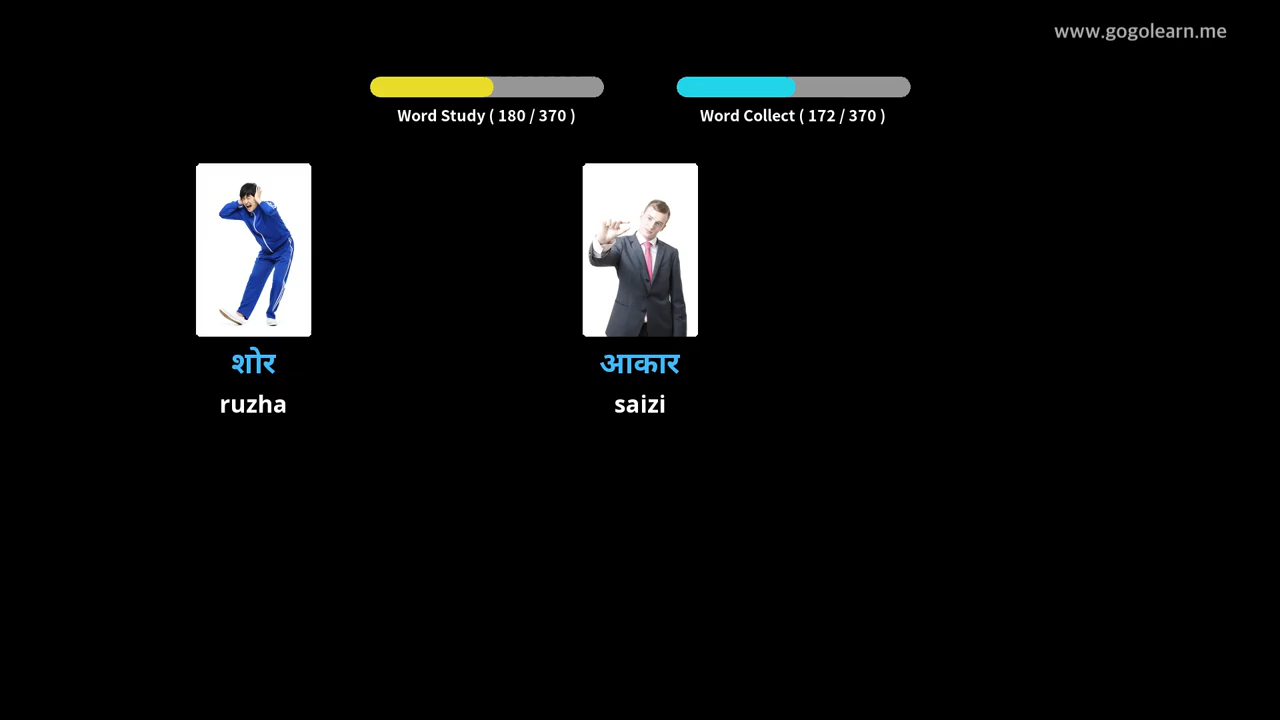 www.gogolearn.me
Word Study ( 180 / 370 )
Word Collect ( 172 / 370 )
शोर
ruzha
आकार
saizi